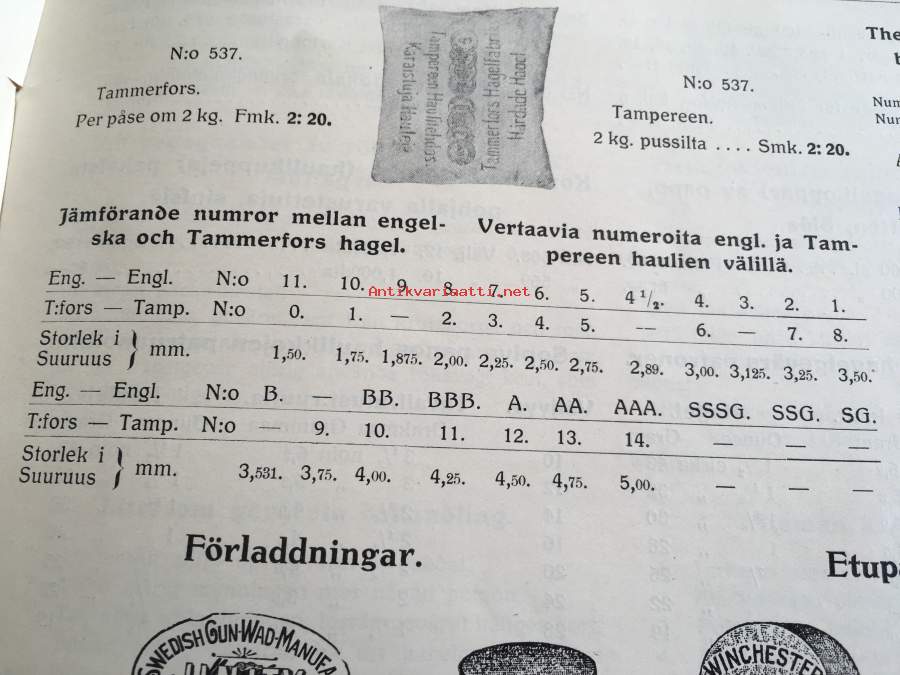 N:o 537.
Tammerfors.
Per påse om 2 kg. Fmk. 2: 20.
Tampereen Haulitehdas.
Karaistuja Hauleja
Tammerfors Hagelfabrik
Härdade Hagel
The
N:o 537.
Tampereen.
2 kg. pussilta .... Smk. 2: 20.
Num
Nu
Jämförande numror mellan engel-
ska och Tammerfors hagel.
Vertaavia numeroita engl. ja Tam-
pereen haulien välillä.
Eng. — Engl. N:o 11. 10. 9. 8. 7. 6. 5. 4 1/2. 4. 3. 2. 1.
T:fors — Tamp. N:o 0. 1. — 2. 3. 4. 5. — 6. — 7. 8.
Storlek i
Suuruus } mm. 1,50. 1,75. 1,875. 2,00. 2,25. 2,50. 2,75. 2,89. 3,00. 3,125. 3,25. 3,50.
Eng. — Engl. N:o B. — BB. BBB. A. AA. AAA. SSSG. SSG. SG.
T:fors — Tamp. N:o — 9. 10. 11. 12. 13. 14. — — —
Storlek i
Suuruus } mm. 3,581. 3,75. 4,00. 4,25. 4,50. 4,75. 5,00. — — —
Antikvariaatti.net
Förladdningar.
Etupa
SWEDISH GUN-WAD-MANUFA
WINCHESTER